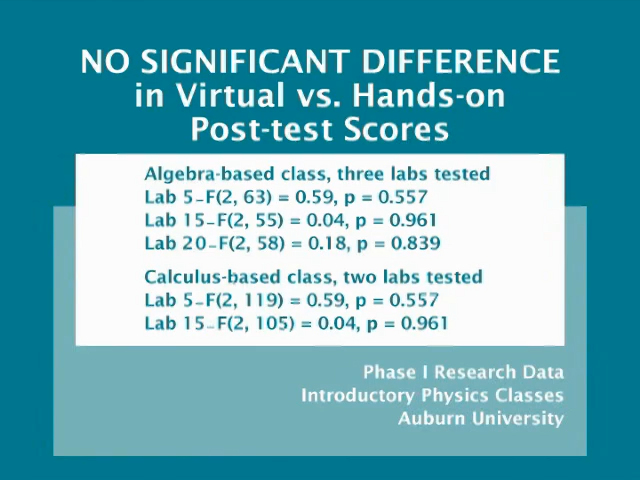 NO SIGNIFICANT DIFFERENCE
in Virtual vs. Hands-on
Post-test Scores
Algebra-based class, three labs tested
Lab 5–F(2, 63) = 0.59, p = 0.557
Lab 15–F(2, 55) = 0.04, p = 0.961
Lab 20–F(2, 58) = 0.18, p = 0.839
Calculus-based class, two labs tested
Lab 5–F(2, 119) = 0.59, p = 0.557
Lab 15–F(2, 105) = 0.04, p = 0.961
Phase I Research Data
Introductory Physics Classes
Auburn University